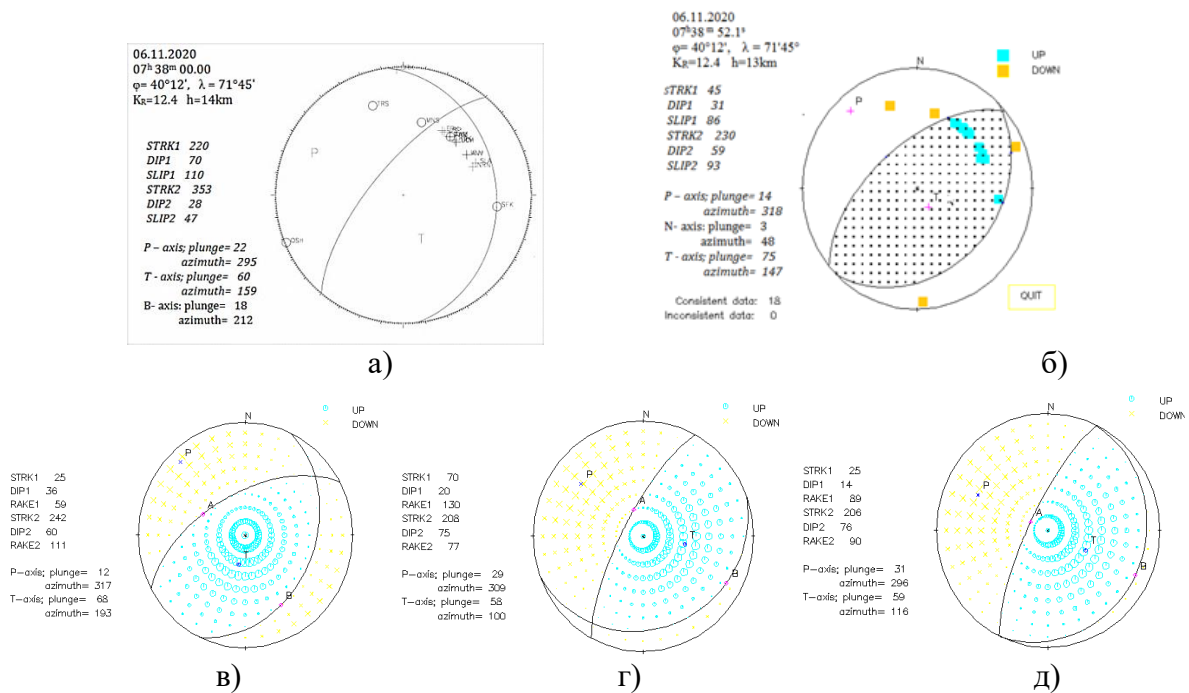 06.11.2020
07ʰ 38ᵐ 00.00
φ= 40°12', λ = 71°45'
K_R=12.4 h=14km
STRK1 220
DIP1 70
SLIP1 110
STRK2 353
DIP2 28
SLIP2 47
P – axis; plunge= 22
azimuth= 295
T - axis; plunge= 60
azimuth= 159
B- axis: plunge= 18
azimuth= 212
TRS
MNS
P
SFK
OSH
T
а)
06.11.2020
07ʰ38ᵐ 52.1ˢ
φ= 40°12', λ = 71'45°
K_R=12.4 h=13km
STRK1 45
DIP1 31
SLIP1 86
STRK2 230
DIP2 59
SLIP2 93
P – axis; plunge= 14
azimuth= 318
N- axis: plunge= 3
azimuth= 48
T - axis; plunge= 75
azimuth= 147
Consistent data: 18
Inconsistent data: 0
N
UP
DOWN
P
T
QUIT
б)
STRK1 25
DIP1 36
RAKE1 59
STRK2 242
DIP2 60
RAKE2 111
P–axis; plunge= 12
azimuth= 317
T–axis; plunge= 68
azimuth= 193
N
UP
DOWN
P
A
T
B
в)
STRK1 70
DIP1 20
RAKE1 130
STRK2 208
DIP2 75
RAKE2 77
P–axis; plunge= 29
azimuth= 309
T–axis; plunge= 58
azimuth= 100
N
UP
DOWN
P
A
T
B
г)
STRK1 25
DIP1 14
RAKE1 89
STRK2 206
DIP2 76
RAKE2 90
P–axis; plunge= 31
azimuth= 296
T–axis; plunge= 59
azimuth= 116
N
UP
DOWN
P
A
T
B
д)